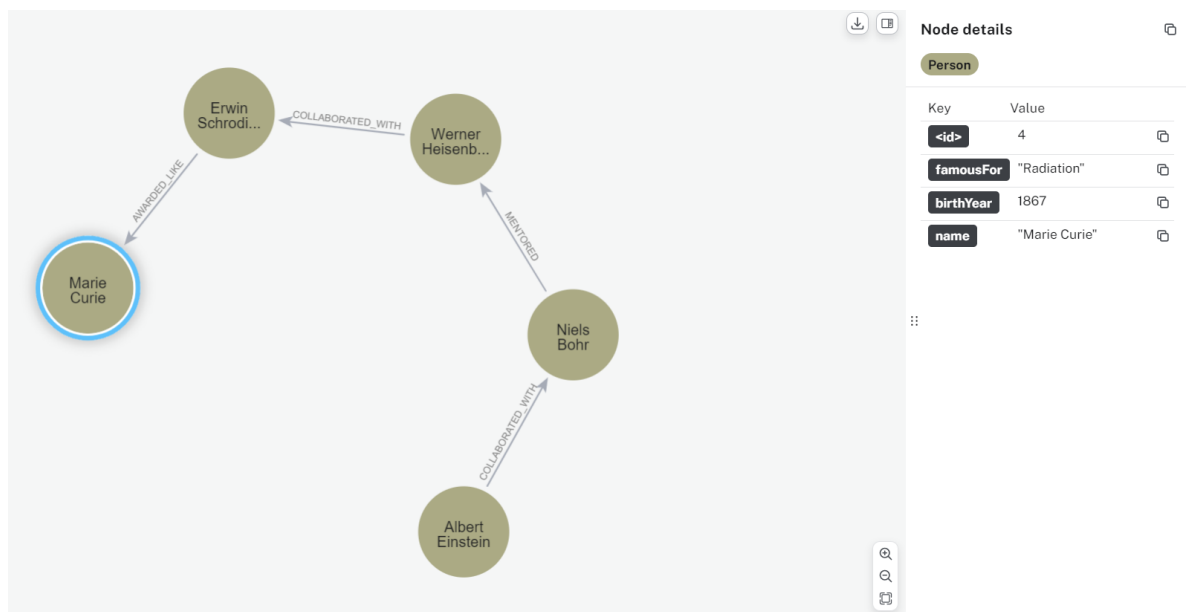 Erwin
Schrodi...
COLLABORATED_WITH
Werner
Heisenb...
AWARDED_LIKE
MENTORED
Marie
Curie
Niels
Bohr
COLLABORATED_WITH
Albert
Einstein
Node details
Person
Key Value
<id> 4
famousFor "Radiation"
birthYear 1867
name "Marie Curie"